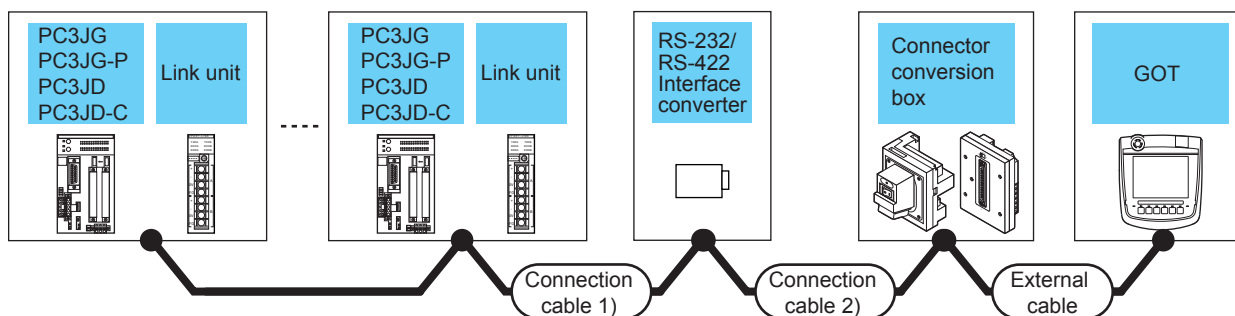 PC3JG
PC3JG-P
PC3JD
PC3JD-C
Link unit
PC3JG
PC3JG-P
PC3JD
PC3JD-C
Link unit
RS-232/
RS-422
Interface
converter
Connector
conversion
box
GOT
Connection
cable 1)
Connection
cable 2)
External
cable